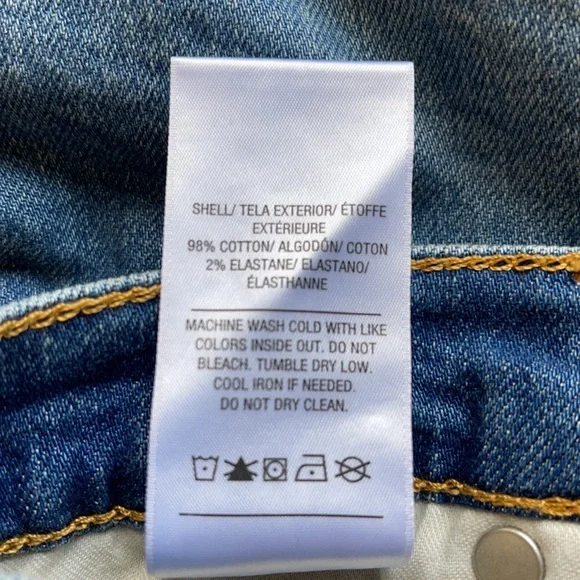 SHELL/ TELA EXTERIOR/ ÉTOFFE
EXTÉRIEURE
98% COTTON/ ALGODÓN/ COTON
2% ELASTANE/ ELASTANO/
ÉLASTHANNE
MACHINE WASH COLD WITH LIKE
COLORS INSIDE OUT. DO NOT
BLEACH. TUMBLE DRY LOW.
COOL IRON IF NEEDED.
DO NOT DRY CLEAN.